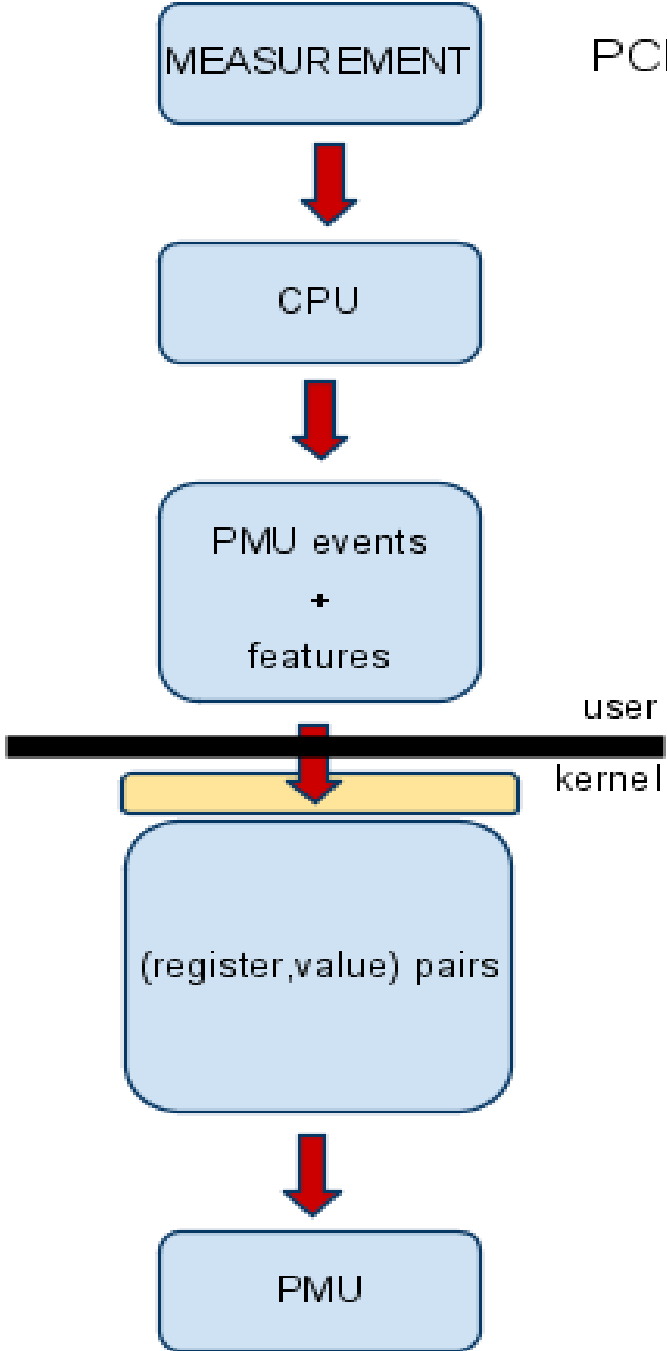 MEASUREMENT
CPU
PMU events
+
features
user
kernel
(register,value) pairs
PMU